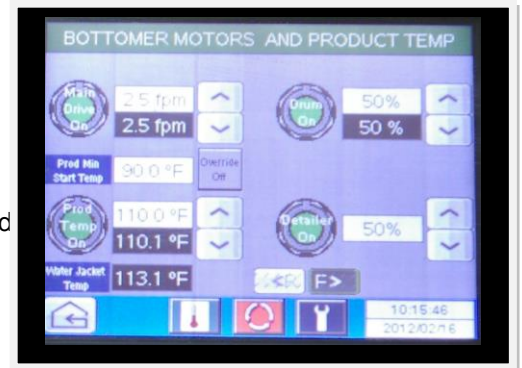 BOTTOMER MOTORS AND PRODUCT TEMP
Main
Drive
On
2.5 fpm
2.5 fpm
Drum
On
50%
50 %
Prod Min
Start Temp
90.0 °F
Override
Off
Prod
Temp
On
110.0 °F
110.1 °F
Detailer
On
50%
Water Jacket
Temp
113.1 °F
<R
F>
10:15:46
2012/02/16
d